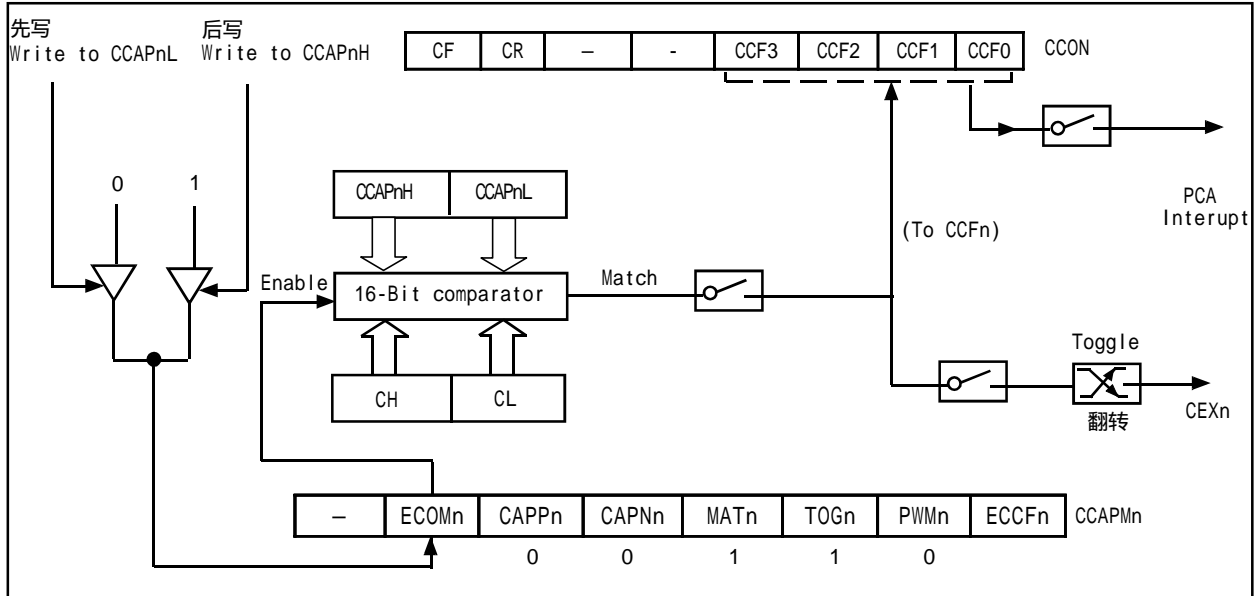 先写
Write to CCAPnL
后写
Write to CCAPnH
CF CR — - CCF3 CCF2 CCF1 CCF0 CCON
0 1
CCAPnH CCAPnL
PCA
Interupt
(To CCFn)
Enable
16-Bit comparator
Match
Toggle
CH CL
CEXn
翻转
— ECOMn CAPPn CAPNn MATn TOGn PWMn ECCFn CCAPMn
0 0 1 1 0